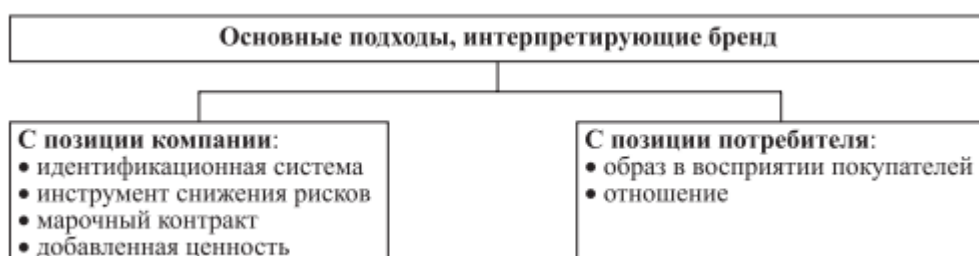 Основные подходы, интерпретирующие бренд
С позиции компании:
• идентификационная система
• инструмент снижения рисков
• марочный контракт
• добавленная ценность
С позиции потребителя:
• образ в восприятии покупателей
• отношение